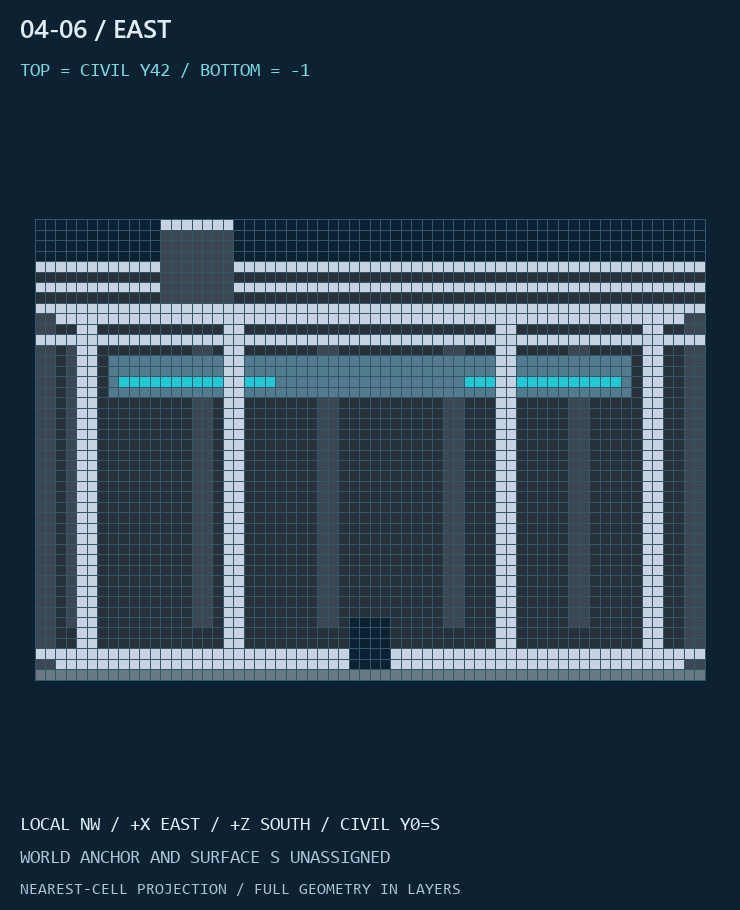 04-06 / EAST
TOP = CIVIL Y42 / BOTTOM = -1
LOCAL NW / +X EAST / +Z SOUTH / CIVIL Y0=S
WORLD ANCHOR AND SURFACE S UNASSIGNED
NEAREST-CELL PROJECTION / FULL GEOMETRY IN LAYERS